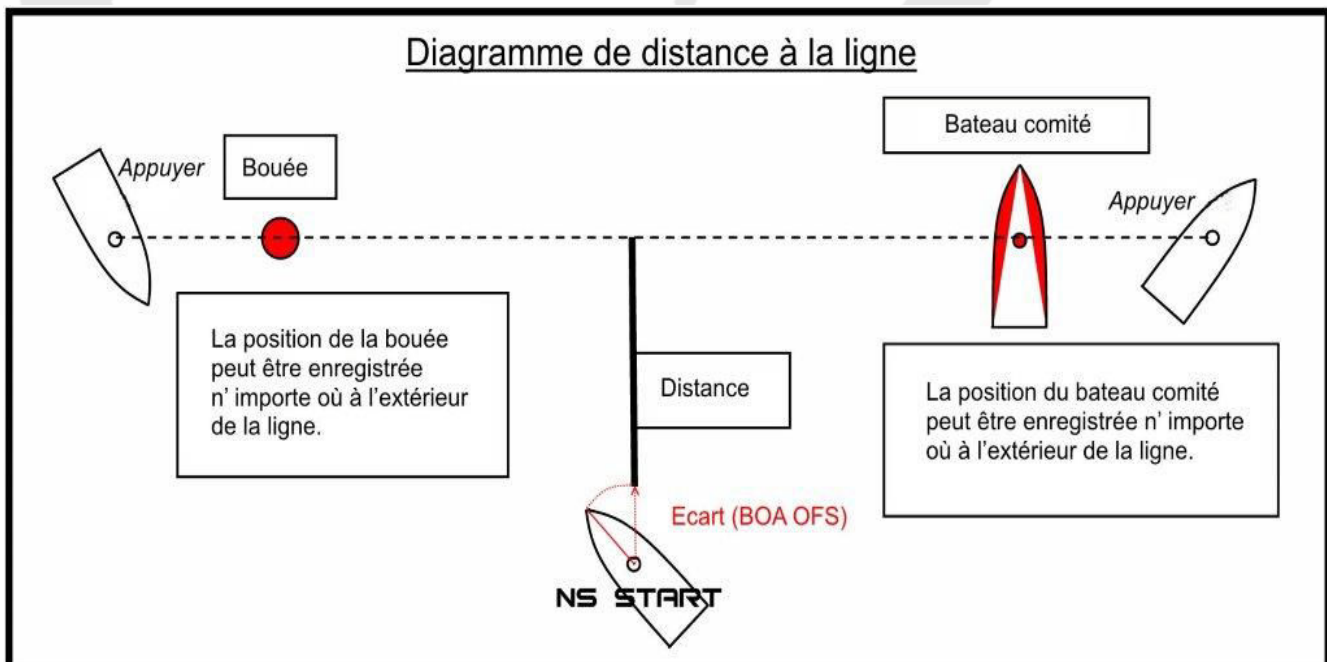 Diagramme de distance à la ligne
Appuyer
Bouée
Bateau comité
Appuyer
La position de la bouée
peut être enregistrée
n' importe où à l'extérieur
de la ligne.
Distance
La position du bateau comité
peut être enregistrée n' importe
où à l'extérieur de la ligne.
Ecart (BOA OFS)
NS START